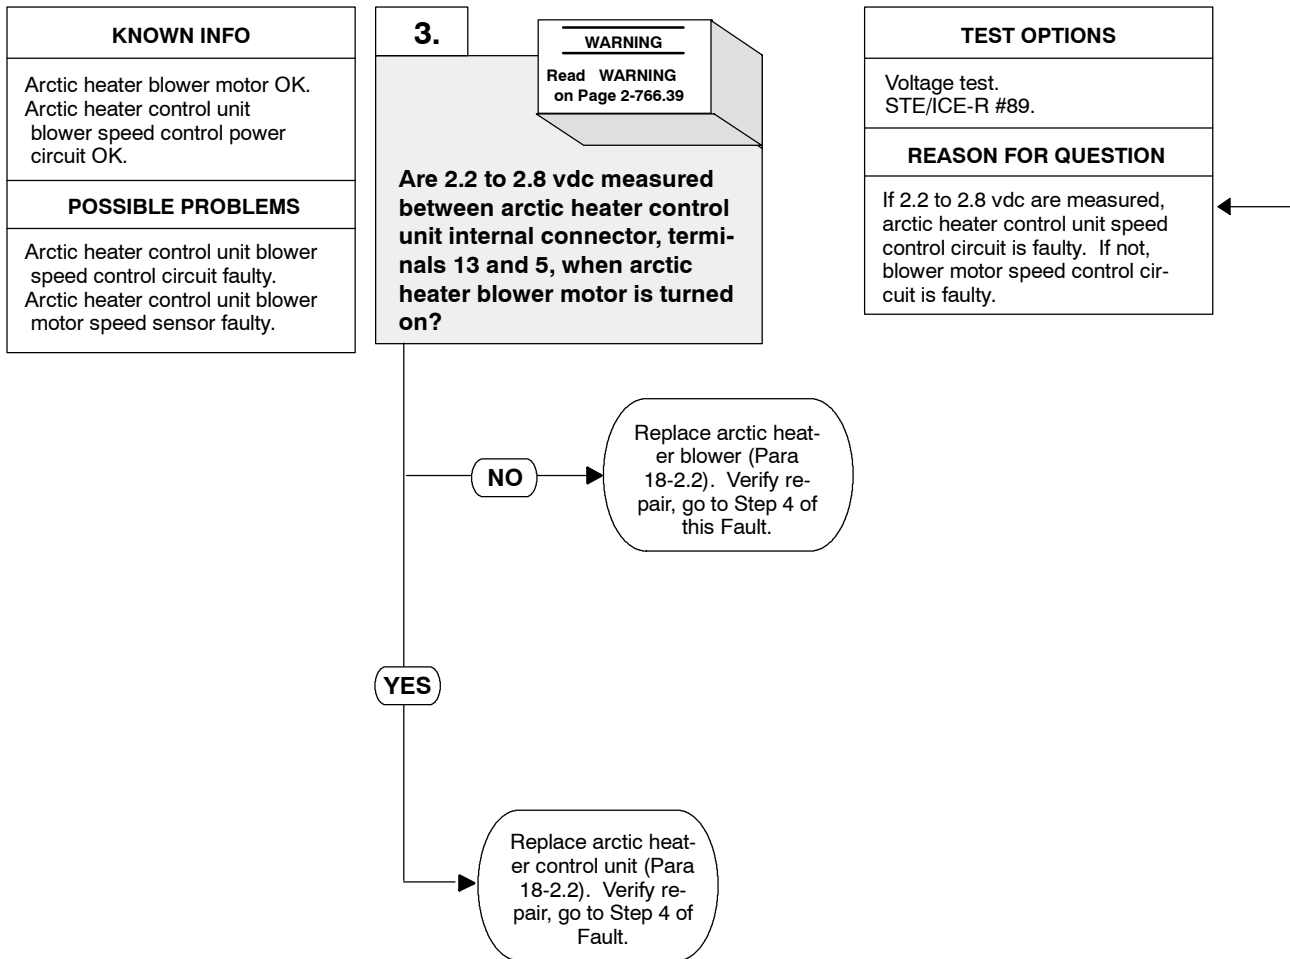 KNOWN INFO
Arctic heater blower motor OK.
Arctic heater control unit
blower speed control power
circuit OK.
POSSIBLE PROBLEMS
Arctic heater control unit blower
speed control circuit faulty.
Arctic heater control unit blower
motor speed sensor faulty.
3.
WARNING
Read WARNING
on Page 2-766.39
Are 2.2 to 2.8 vdc measured
between arctic heater control
unit internal connector, termi-
nals 13 and 5, when arctic
heater blower motor is turned
on?
TEST OPTIONS
Voltage test.
STE/ICE-R #89.
REASON FOR QUESTION
If 2.2 to 2.8 vdc are measured,
arctic heater control unit speed
control circuit is faulty. If not,
blower motor speed control cir-
cuit is faulty.
NO
Replace arctic heat-
er blower (Para
18-2.2). Verify re-
pair, go to Step 4 of
this Fault.
YES
Replace arctic heat-
er control unit (Para
18-2.2). Verify re-
pair, go to Step 4 of
Fault.